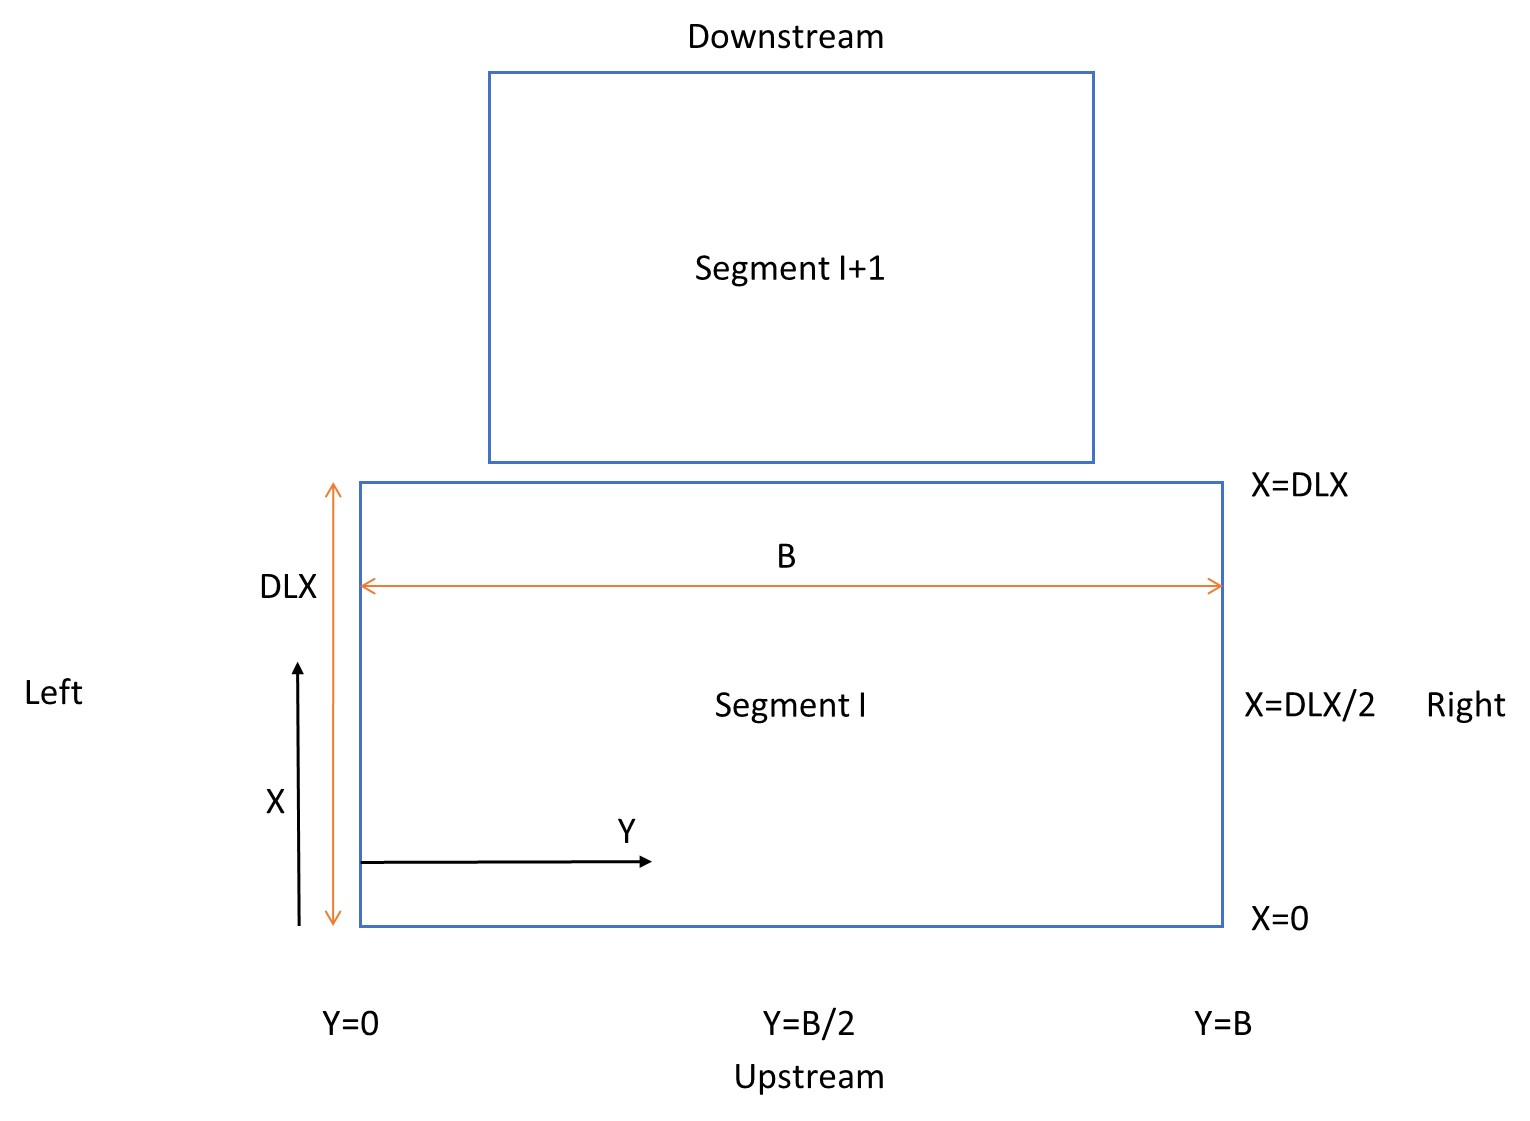 Downstream
Segment I+1
X=DLX
B
DLX
Left
Segment I
X=DLX/2
Right
X
Y
X=0
Y=0
Y=B/2
Y=B
Upstream